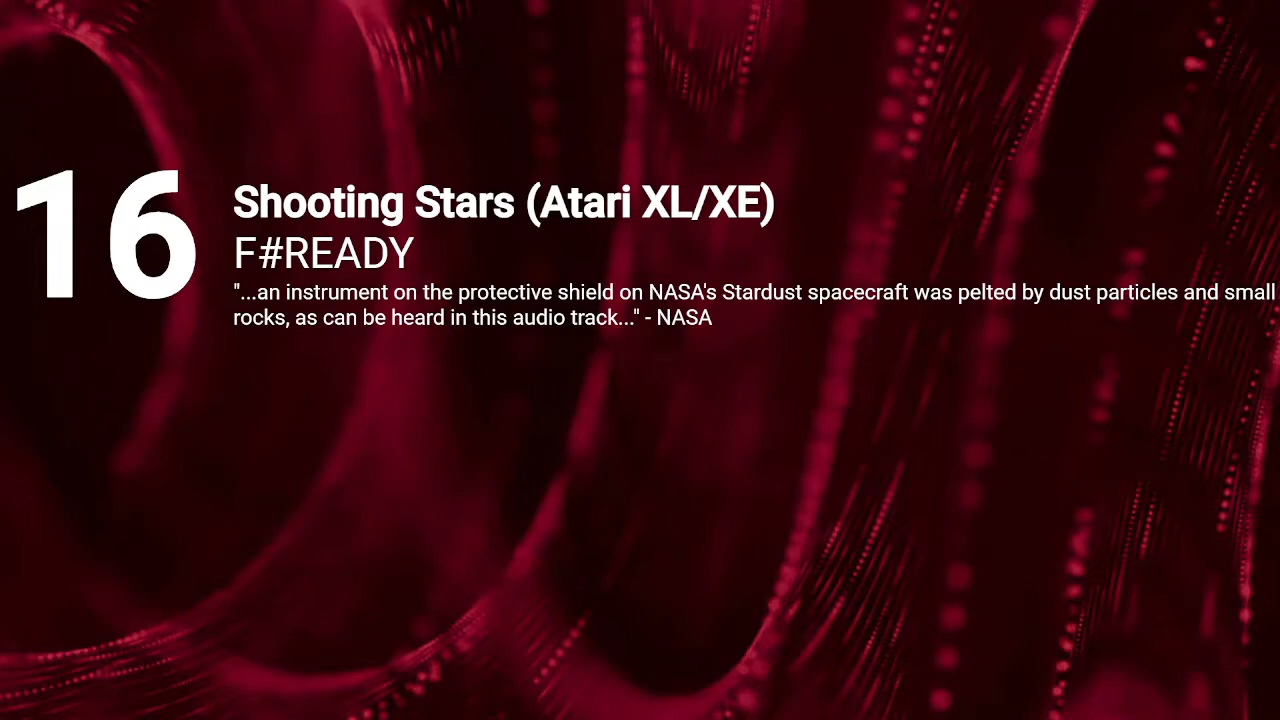 16
Shooting Stars (Atari XL/XE)
F#READY
"...an instrument on the protective shield on NASA's Stardust spacecraft was pelted by dust particles and small
rocks, as can be heard in this audio track..." - NASA